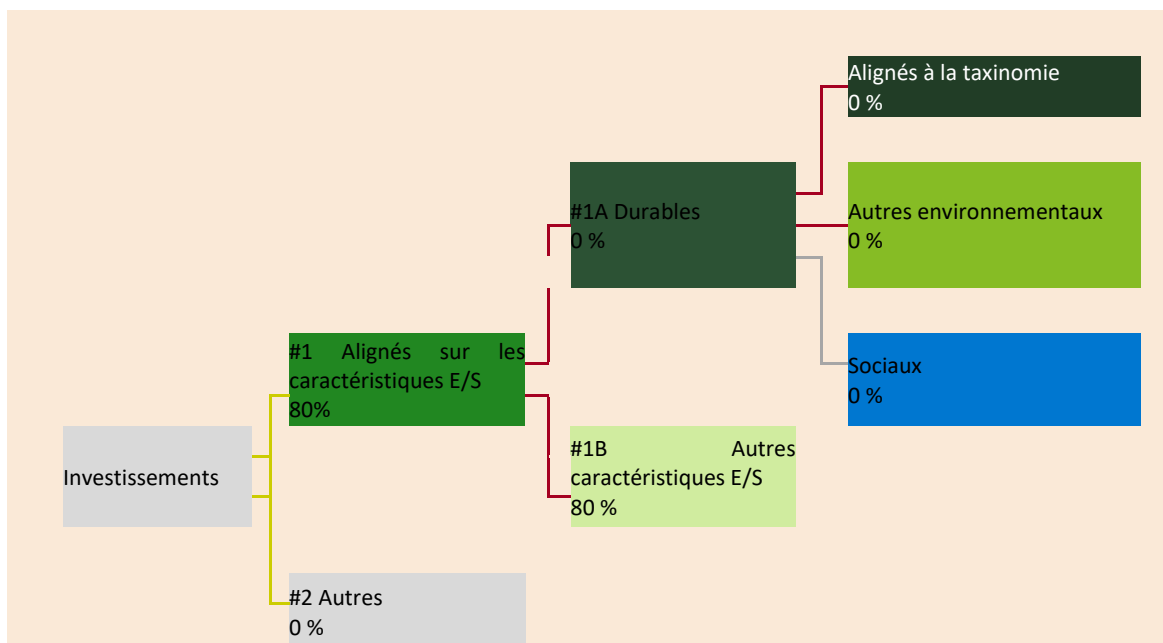 Alignés à la taxinomie
0 %
#1A Durables
0 %
Autres environnementaux
0 %
#1 Alignés sur les
caractéristiques E/S
80%
Sociaux
0 %
Investissements
#1B Autres
caractéristiques E/S
80 %
#2 Autres
0 %